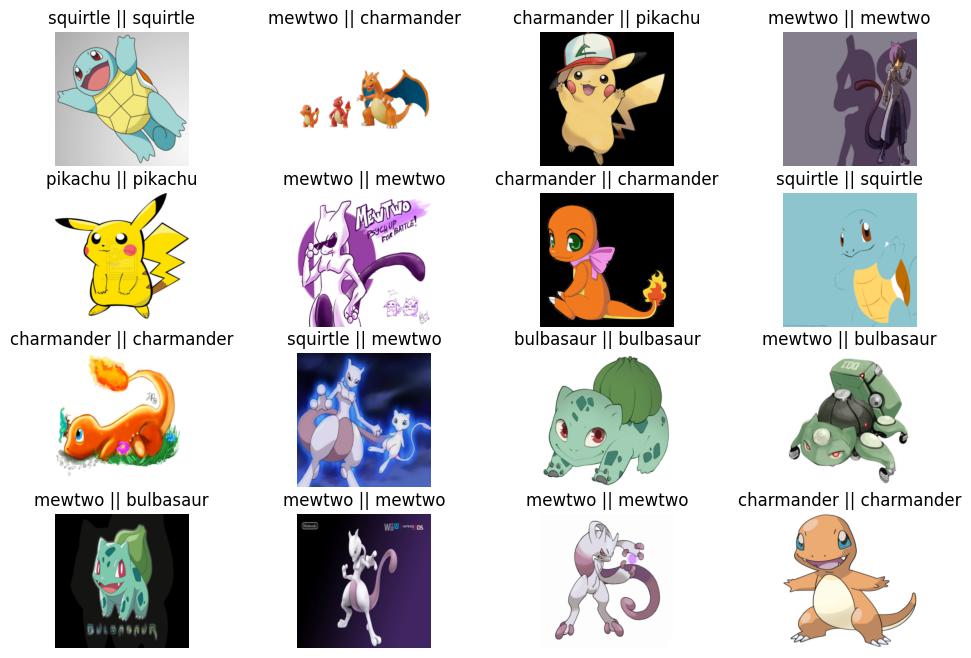 squirtle || squirtle
mewtwo || charmander
charmander || pikachu
mewtwo || mewtwo
pikachu || pikachu
mewtwo || mewtwo
charmander || charmander
squirtle || squirtle
MEWTWO
PSYCH UP
FOR BATTLE!
charmander || charmander
squirtle || mewtwo
bulbasaur || bulbasaur
mewtwo || bulbasaur
mewtwo || bulbasaur
mewtwo || mewtwo
mewtwo || mewtwo
charmander || charmander
BULBASAUR
Nintendo
WiiU